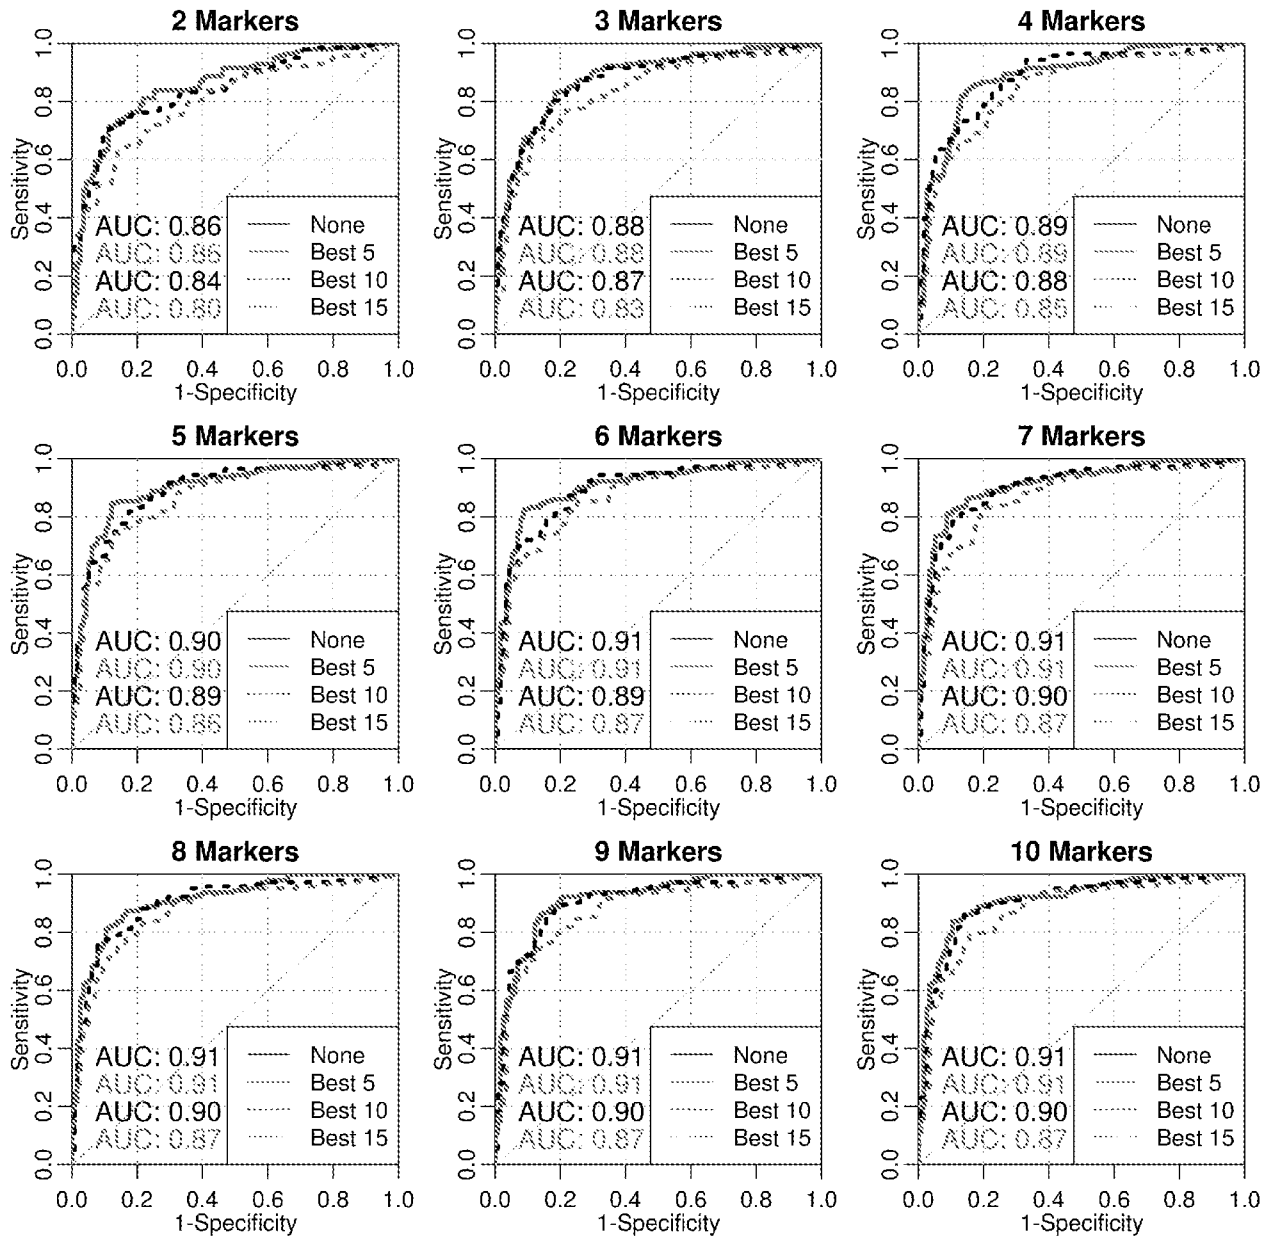 2 Markers
Sensitivity
0.0 0.2 0.4 0.6 0.8 1.0
AUC: 0.86
AUC: 0.86
AUC: 0.84
AUC: 0.80
None
Best 5
Best 10
Best 15
0.0 0.2 0.4 0.6 0.8 1.0
1-Specificity
3 Markers
Sensitivity
0.0 0.2 0.4 0.6 0.8 1.0
AUC: 0.88
AUC: 0.88
AUC: 0.87
AUC: 0.83
None
Best 5
Best 10
Best 15
0.0 0.2 0.4 0.6 0.8 1.0
1-Specificity
4 Markers
Sensitivity
0.0 0.2 0.4 0.6 0.8 1.0
AUC: 0.89
AUC: 0.89
AUC: 0.88
AUC: 0.85
None
Best 5
Best 10
Best 15
0.0 0.2 0.4 0.6 0.8 1.0
1-Specificity
5 Markers
Sensitivity
0.0 0.2 0.4 0.6 0.8 1.0
AUC: 0.90
AUC: 0.90
AUC: 0.89
AUC: 0.86
None
Best 5
Best 10
Best 15
0.0 0.2 0.4 0.6 0.8 1.0
1-Specificity
6 Markers
Sensitivity
0.0 0.2 0.4 0.6 0.8 1.0
AUC: 0.91
AUC: 0.91
AUC: 0.89
AUC: 0.87
None
Best 5
Best 10
Best 15
0.0 0.2 0.4 0.6 0.8 1.0
1-Specificity
7 Markers
Sensitivity
0.0 0.2 0.4 0.6 0.8 1.0
AUC: 0.91
AUC: 0.91
AUC: 0.90
AUC: 0.87
None
Best 5
Best 10
Best 15
0.0 0.2 0.4 0.6 0.8 1.0
1-Specificity
8 Markers
Sensitivity
0.0 0.2 0.4 0.6 0.8 1.0
AUC: 0.91
AUC: 0.91
AUC: 0.90
AUC: 0.87
None
Best 5
Best 10
Best 15
0.0 0.2 0.4 0.6 0.8 1.0
1-Specificity
9 Markers
Sensitivity
0.0 0.2 0.4 0.6 0.8 1.0
AUC: 0.91
AUC: 0.91
AUC: 0.90
AUC: 0.87
None
Best 5
Best 10
Best 15
0.0 0.2 0.4 0.6 0.8 1.0
1-Specificity
10 Markers
Sensitivity
0.0 0.2 0.4 0.6 0.8 1.0
AUC: 0.91
AUC: 0.91
AUC: 0.90
AUC: 0.87
None
Best 5
Best 10
Best 15
0.0 0.2 0.4 0.6 0.8 1.0
1-Specificity